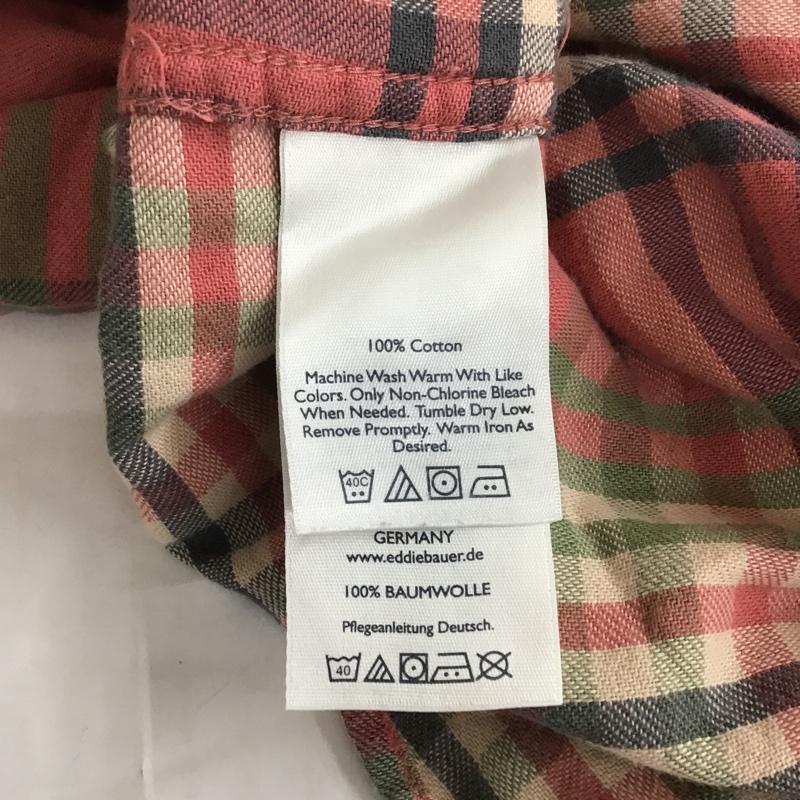 100% Cotton
Machine Wash Warm With Like
Colors. Only Non-Chlorine Bleach
When Needed. Tumble Dry Low.
Remove Promptly. Warm Iron As
Desired.
40C
GERMANY
www.eddiebauer.de
100% BAUMWOLLE
Pflegeanleitung Deutsch.
40